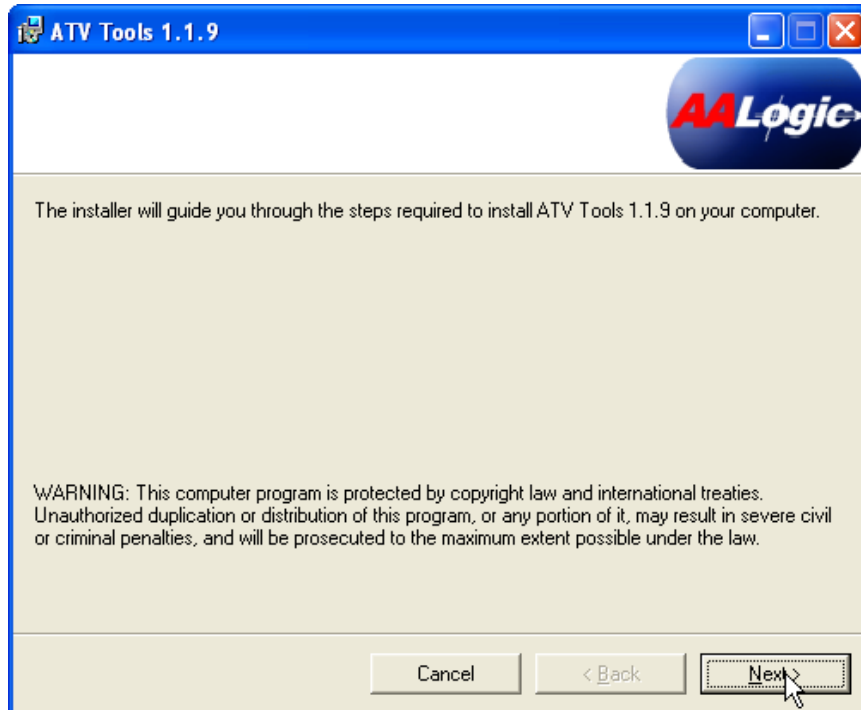 ATV Tools 1.1.9
AALogic
The installer will guide you through the steps required to install ATV Tools 1.1.9 on your computer.
WARNING: This computer program is protected by copyright law and international treaties.
Unauthorized duplication or distribution of this program, or any portion of it, may result in severe civil
or criminal penalties, and will be prosecuted to the maximum extent possible under the law.
Cancel < Back Next >